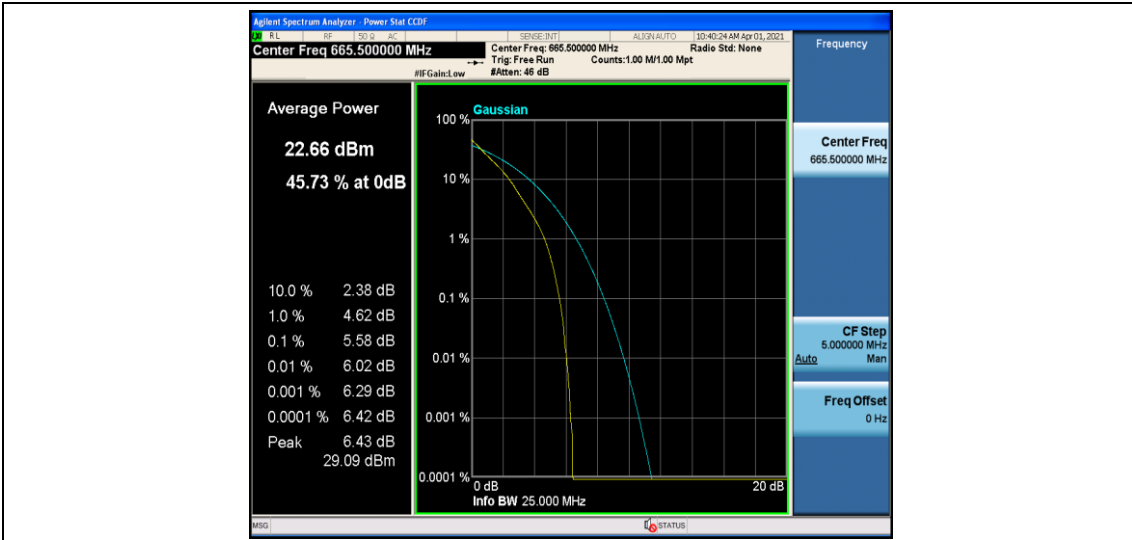 Agilent Spectrum Analyzer - Power Stat CCDF
LXI RL RF 50 Ω AC SENSE:INT ALIGN AUTO 10:40:24 AM Apr 01, 2021
Center Freq 665.500000 MHz
Center Freq: 665.500000 MHz Radio Std: None
Trig: Free Run Counts:1.00 M/1.00 Mpt
#IFGain:Low #Atten: 46 dB
Frequency
Average Power
22.66 dBm
45.73 % at 0dB
10.0 % 2.38 dB
1.0 % 4.62 dB
0.1 % 5.58 dB
0.01 % 6.02 dB
0.001 % 6.29 dB
0.0001 % 6.42 dB
Peak 6.43 dB
29.09 dBm
Gaussian
100 %
10 %
1 %
0.1 %
0.01 %
0.001 %
0.0001 %
0 dB 20 dB
Info BW 25.000 MHz
Center Freq
665.500000 MHz
CF Step
5.000000 MHz
Auto Man
Freq Offset
0 Hz
MSG STATUS